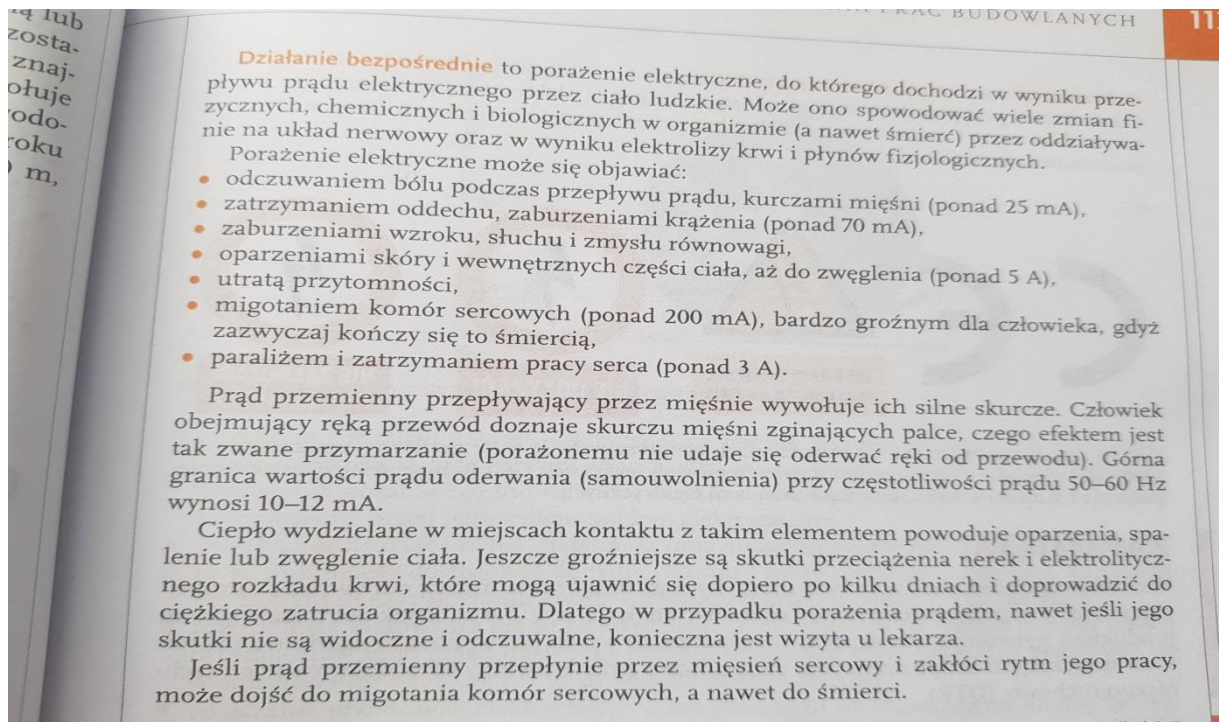 ą lub
zosta-
znaj-
ołuje
odo-
roku
m,
PRAC BUDOWLANYCH
Działanie bezpośrednie to porażenie elektryczne, do którego dochodzi w wyniku prze-
pływu prądu elektrycznego przez ciało ludzkie. Może ono spowodować wiele zmian fi-
zycznych, chemicznych i biologicznych w organizmie (a nawet śmierć) przez oddziaływa-
nie na układ nerwowy oraz w wyniku elektrolizy krwi i płynów fizjologicznych.
Porażenie elektryczne może się objawiać:
• odczuwaniem bólu podczas przepływu prądu, kurczami mięśni (ponad 25 mA),
• zatrzymaniem oddechu, zaburzeniami krążenia (ponad 70 mA),
• zaburzeniami wzroku, słuchu i zmysłu równowagi,
• oparzeniami skóry i wewnętrznych części ciała, aż do zwęglenia (ponad 5 A),
• utratą przytomności,
• migotaniem komór sercowych (ponad 200 mA), bardzo groźnym dla człowieka, gdyż
zazwyczaj kończy się to śmiercią,
• paraliżem i zatrzymaniem pracy serca (ponad 3 A).
Prąd przemienny przepływający przez mięśnie wywołuje ich silne skurcze. Człowiek
obejmujący ręką przewód doznaje skurczu mięśni zginających palce, czego efektem jest
tak zwane przymarzanie (porażonemu nie udaje się oderwać ręki od przewodu). Górna
granica wartości prądu oderwania (samouwolnienia) przy częstotliwości prądu 50–60 Hz
wynosi 10–12 mA.
Ciepło wydzielane w miejscach kontaktu z takim elementem powoduje oparzenia, spa-
lenie lub zwęglenie ciała. Jeszcze groźniejsze są skutki przeciążenia nerek i elektrolitycz-
nego rozkładu krwi, które mogą ujawnić się dopiero po kilku dniach i doprowadzić do
ciężkiego zatrucia organizmu. Dlatego w przypadku porażenia prądem, nawet jeśli jego
skutki nie są widoczne i odczuwalne, konieczna jest wizyta u lekarza.
Jeśli prąd przemienny przepłynie przez mięsień sercowy i zakłóci rytm jego pracy,
może dojść do migotania komór sercowych, a nawet do śmierci.